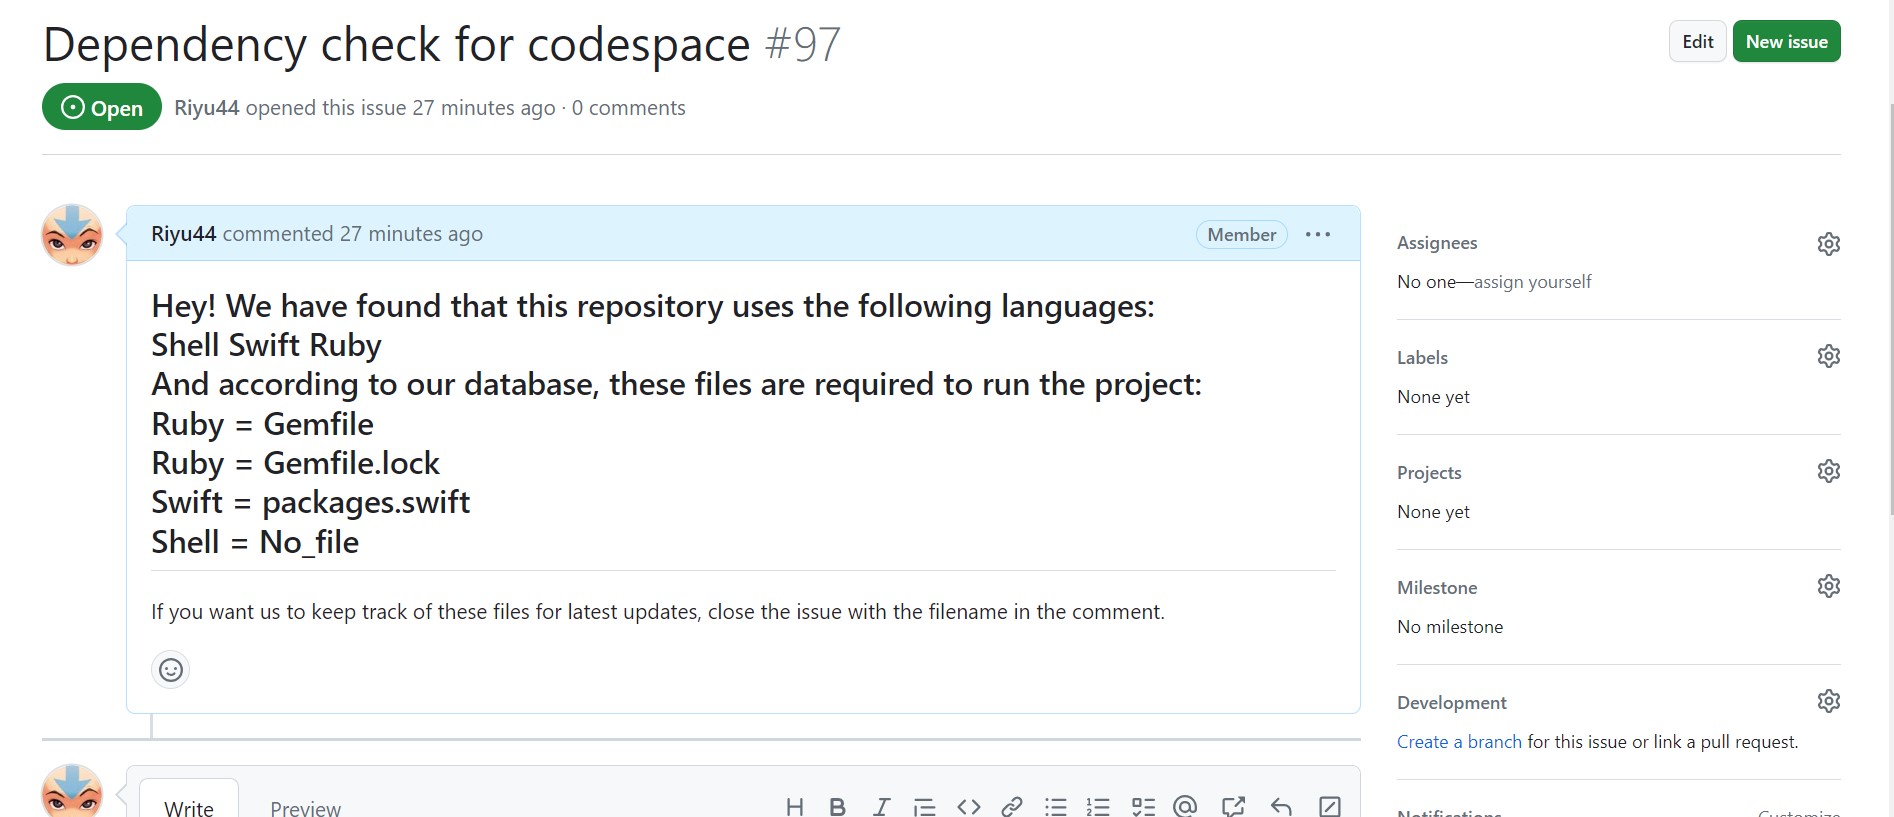 Dependency check for codespace #97
Edit
New issue
Open
Riyu44 opened this issue 27 minutes ago · 0 comments
Riyu44 commented 27 minutes ago
Member
Hey! We have found that this repository uses the following languages:
Shell Swift Ruby
And according to our database, these files are required to run the project:
Ruby = Gemfile
Ruby = Gemfile.lock
Swift = packages.swift
Shell = No_file
If you want us to keep track of these files for latest updates, close the issue with the filename in the comment.
Assignees
No one—assign yourself
Labels
None yet
Projects
None yet
Milestone
No milestone
Development
Create a branch for this issue or link a pull request.
Notifications
Customize
Write
Preview